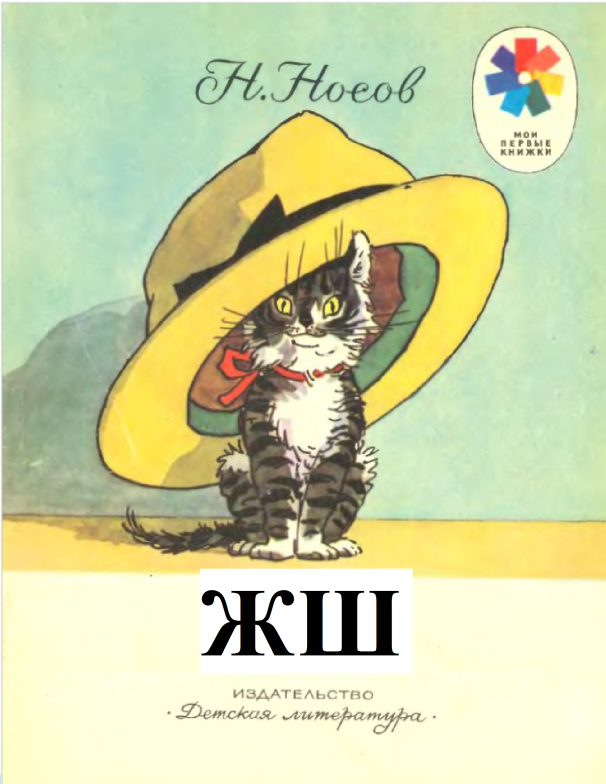 Н. Носов
МОИ
ПЕРВЫЕ
КНИЖКИ
ЖШ
ИЗДАТЕЛЬСТВО
· Детская литература ·